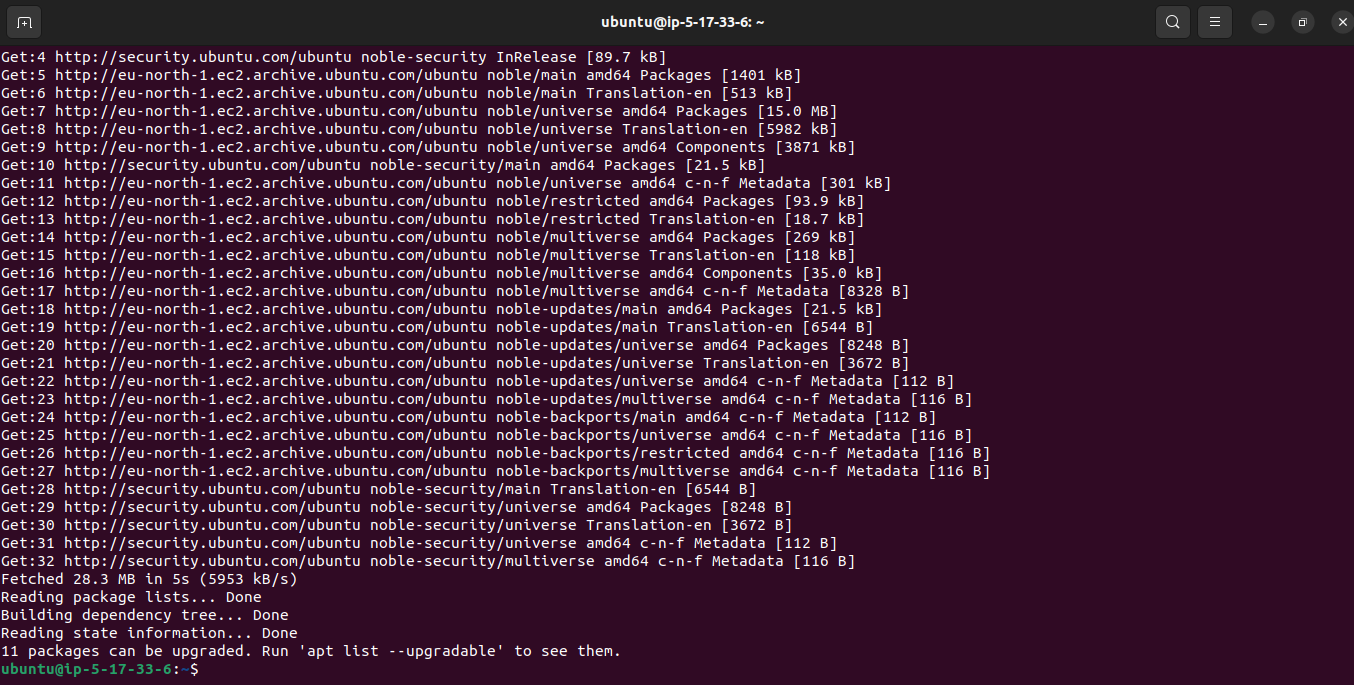 ubuntu@ip-5-17-33-6: ~
Get:4 http://security.ubuntu.com/ubuntu noble-security InRelease [89.7 kB]
Get:5 http://eu-north-1.ec2.archive.ubuntu.com/ubuntu noble/main amd64 Packages [1401 kB]
Get:6 http://eu-north-1.ec2.archive.ubuntu.com/ubuntu noble/main Translation-en [513 kB]
Get:7 http://eu-north-1.ec2.archive.ubuntu.com/ubuntu noble/universe amd64 Packages [15.0 MB]
Get:8 http://eu-north-1.ec2.archive.ubuntu.com/ubuntu noble/universe Translation-en [5982 kB]
Get:9 http://eu-north-1.ec2.archive.ubuntu.com/ubuntu noble/universe amd64 Components [3871 kB]
Get:10 http://security.ubuntu.com/ubuntu noble-security/main amd64 Packages [21.5 kB]
Get:11 http://eu-north-1.ec2.archive.ubuntu.com/ubuntu noble/universe amd64 c-n-f Metadata [301 kB]
Get:12 http://eu-north-1.ec2.archive.ubuntu.com/ubuntu noble/restricted amd64 Packages [93.9 kB]
Get:13 http://eu-north-1.ec2.archive.ubuntu.com/ubuntu noble/restricted Translation-en [18.7 kB]
Get:14 http://eu-north-1.ec2.archive.ubuntu.com/ubuntu noble/multiverse amd64 Packages [269 kB]
Get:15 http://eu-north-1.ec2.archive.ubuntu.com/ubuntu noble/multiverse Translation-en [118 kB]
Get:16 http://eu-north-1.ec2.archive.ubuntu.com/ubuntu noble/multiverse amd64 Components [35.0 kB]
Get:17 http://eu-north-1.ec2.archive.ubuntu.com/ubuntu noble/multiverse amd64 c-n-f Metadata [8328 B]
Get:18 http://eu-north-1.ec2.archive.ubuntu.com/ubuntu noble-updates/main amd64 Packages [21.5 kB]
Get:19 http://eu-north-1.ec2.archive.ubuntu.com/ubuntu noble-updates/main Translation-en [6544 B]
Get:20 http://eu-north-1.ec2.archive.ubuntu.com/ubuntu noble-updates/universe amd64 Packages [8248 B]
Get:21 http://eu-north-1.ec2.archive.ubuntu.com/ubuntu noble-updates/universe Translation-en [3672 B]
Get:22 http://eu-north-1.ec2.archive.ubuntu.com/ubuntu noble-updates/universe amd64 c-n-f Metadata [112 B]
Get:23 http://eu-north-1.ec2.archive.ubuntu.com/ubuntu noble-updates/multiverse amd64 c-n-f Metadata [116 B]
Get:24 http://eu-north-1.ec2.archive.ubuntu.com/ubuntu noble-backports/main amd64 c-n-f Metadata [112 B]
Get:25 http://eu-north-1.ec2.archive.ubuntu.com/ubuntu noble-backports/universe amd64 c-n-f Metadata [116 B]
Get:26 http://eu-north-1.ec2.archive.ubuntu.com/ubuntu noble-backports/restricted amd64 c-n-f Metadata [116 B]
Get:27 http://eu-north-1.ec2.archive.ubuntu.com/ubuntu noble-backports/multiverse amd64 c-n-f Metadata [116 B]
Get:28 http://security.ubuntu.com/ubuntu noble-security/main Translation-en [6544 B]
Get:29 http://security.ubuntu.com/ubuntu noble-security/universe amd64 Packages [8248 B]
Get:30 http://security.ubuntu.com/ubuntu noble-security/universe Translation-en [3672 B]
Get:31 http://security.ubuntu.com/ubuntu noble-security/universe amd64 c-n-f Metadata [112 B]
Get:32 http://security.ubuntu.com/ubuntu noble-security/multiverse amd64 c-n-f Metadata [116 B]
Fetched 28.3 MB in 5s (5953 kB/s)
Reading package lists... Done
Building dependency tree... Done
Reading state information... Done
11 packages can be upgraded. Run 'apt list --upgradable' to see them.
ubuntu@ip-5-17-33-6:~$